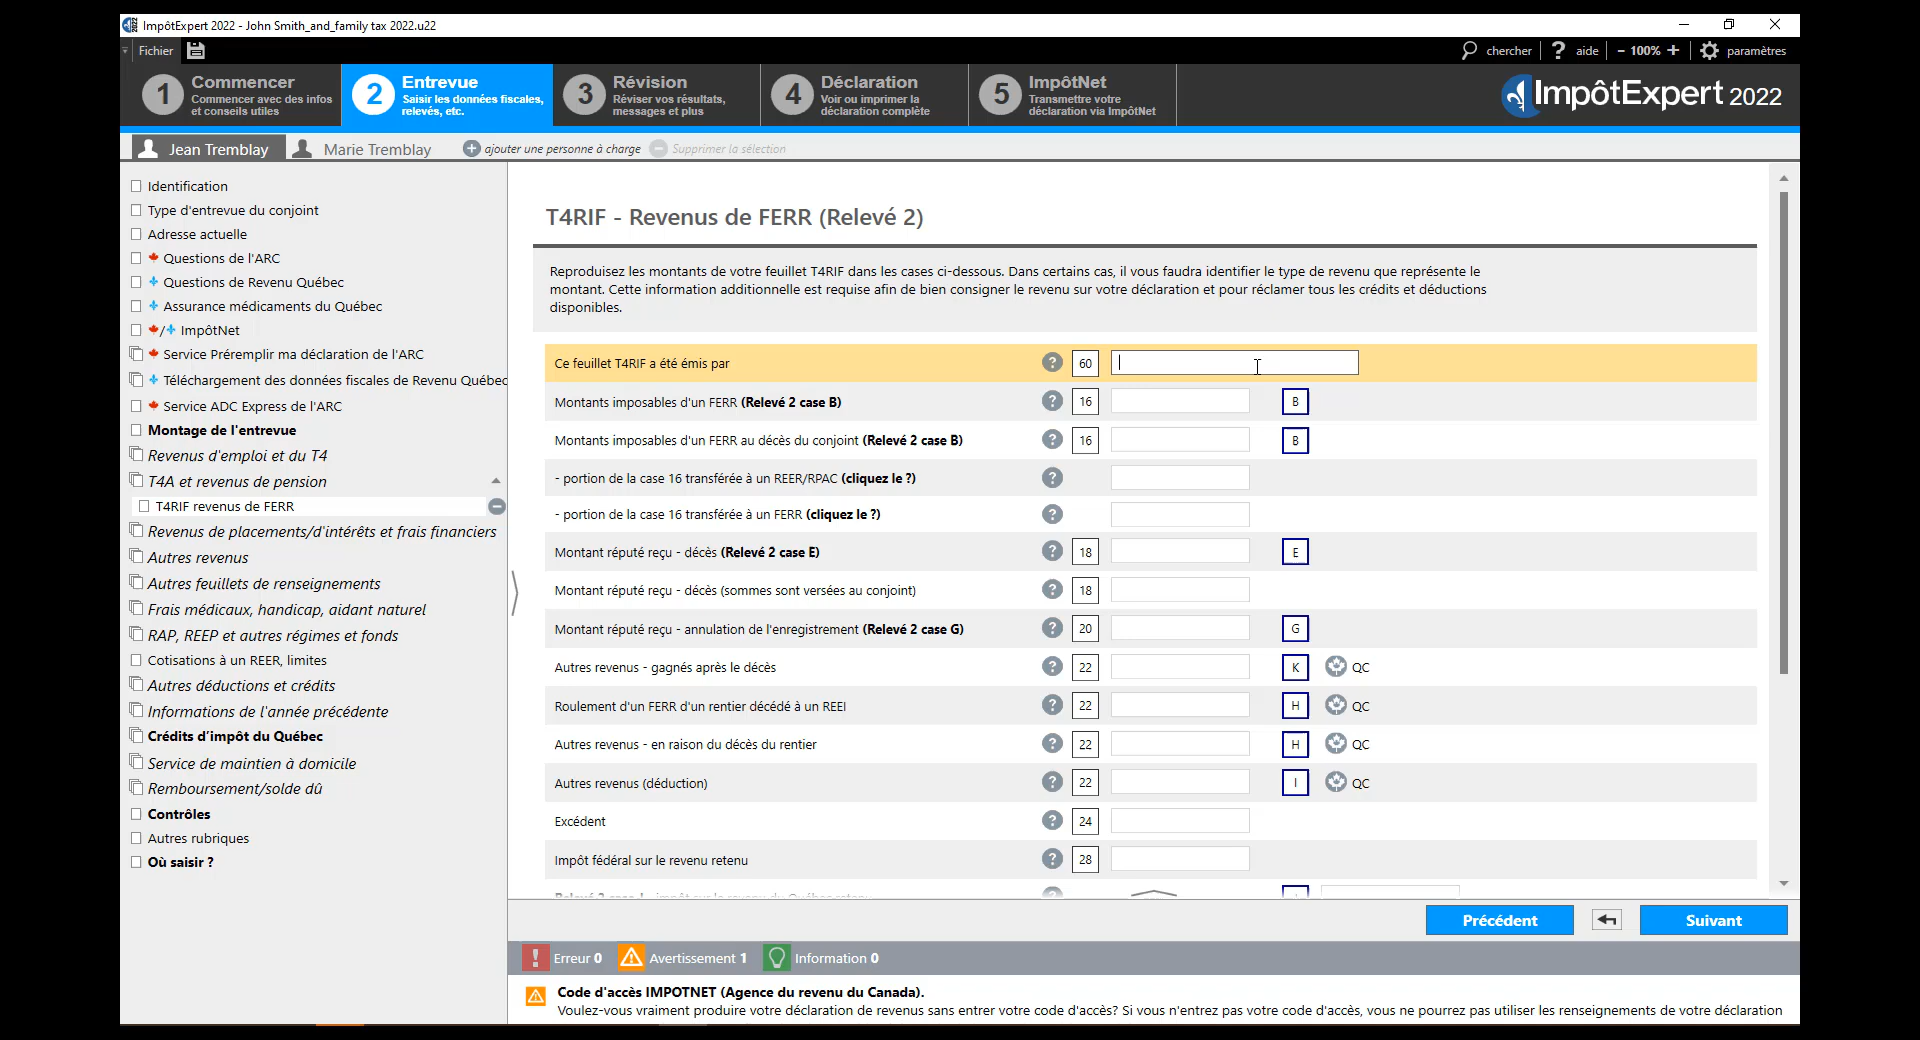 ImpôtExpert 2022 - John Smith_and_family tax 2022.u22
Fichier
chercher
? aide
- 100% +
paramètres
1 Commencer
Commencer avec des infos
et conseils utiles
2 Entrevue
Saisir les données fiscales,
relevés, etc.
3 Révision
Réviser vos résultats,
messages et plus
4 Déclaration
Voir ou imprimer la
déclaration complète
5 ImpôtNet
Transmettre votre
déclaration via ImpôtNet
ImpôtExpert 2022
Jean Tremblay
Marie Tremblay
ajouter une personne à charge
Supprimer la sélection
Identification
Type d'entrevue du conjoint
Adresse actuelle
Questions de l'ARC
Questions de Revenu Québec
Assurance médicaments du Québec
/ ImpôtNet
Service Préremplir ma déclaration de l'ARC
Téléchargement des données fiscales de Revenu Québec
Service ADC Express de l'ARC
Montage de l'entrevue
Revenus d'emploi et du T4
T4A et revenus de pension
T4RIF revenus de FERR
Revenus de placements/d'intérêts et frais financiers
Autres revenus
Autres feuillets de renseignements
Frais médicaux, handicap, aidant naturel
RAP, REEP et autres régimes et fonds
Cotisations à un REER, limites
Autres déductions et crédits
Informations de l'année précédente
Crédits d'impôt du Québec
Service de maintien à domicile
Remboursement/solde dû
Contrôles
Autres rubriques
Où saisir ?
T4RIF - Revenus de FERR (Relevé 2)
Reproduisez les montants de votre feuillet T4RIF dans les cases ci-dessous. Dans certains cas, il vous faudra identifier le type de revenu que représente le
montant. Cette information additionnelle est requise afin de bien consigner le revenu sur votre déclaration et pour réclamer tous les crédits et déductions
disponibles.
Ce feuillet T4RIF a été émis par ? 60
Montants imposables d'un FERR (Relevé 2 case B) ? 16 B
Montants imposables d'un FERR au décès du conjoint (Relevé 2 case B) ? 16 B
- portion de la case 16 transférée à un REER/RPAC (cliquez le ?) ?
- portion de la case 16 transférée à un FERR (cliquez le ?) ?
Montant réputé reçu - décès (Relevé 2 case E) ? 18 E
Montant réputé reçu - décès (sommes sont versées au conjoint) ? 18
Montant réputé reçu - annulation de l'enregistrement (Relevé 2 case G) ? 20 G
Autres revenus - gagnés après le décès ? 22 K QC
Roulement d'un FERR d'un rentier décédé à un REEI ? 22 H QC
Autres revenus - en raison du décès du rentier ? 22 H QC
Autres revenus (déduction) ? 22 I QC
Excédent ? 24
Impôt fédéral sur le revenu retenu ? 28
Précédent
Suivant
Erreur 0
Avertissement 1
Information 0
Code d'accès IMPOTNET (Agence du revenu du Canada).
Voulez-vous vraiment produire votre déclaration de revenus sans entrer votre code d'accès? Si vous n'entrez pas votre code d'accès, vous ne pourrez pas utiliser les renseignements de votre déclaration